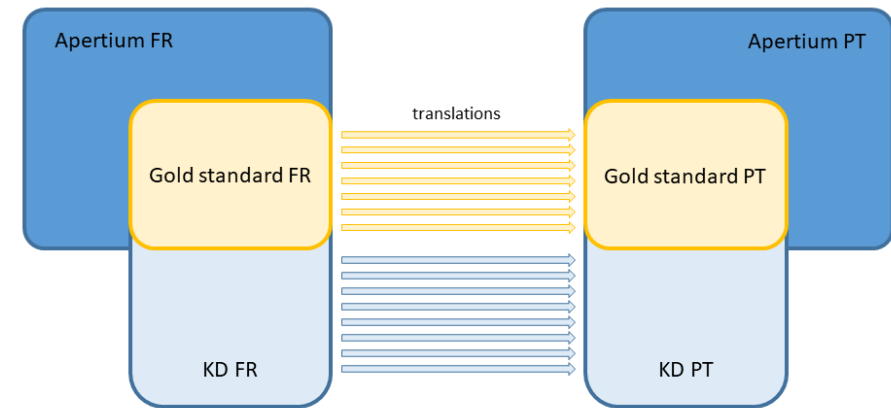 Apertium FR
Apertium PT
translations
Gold standard FR
Gold standard PT
KD FR
KD PT